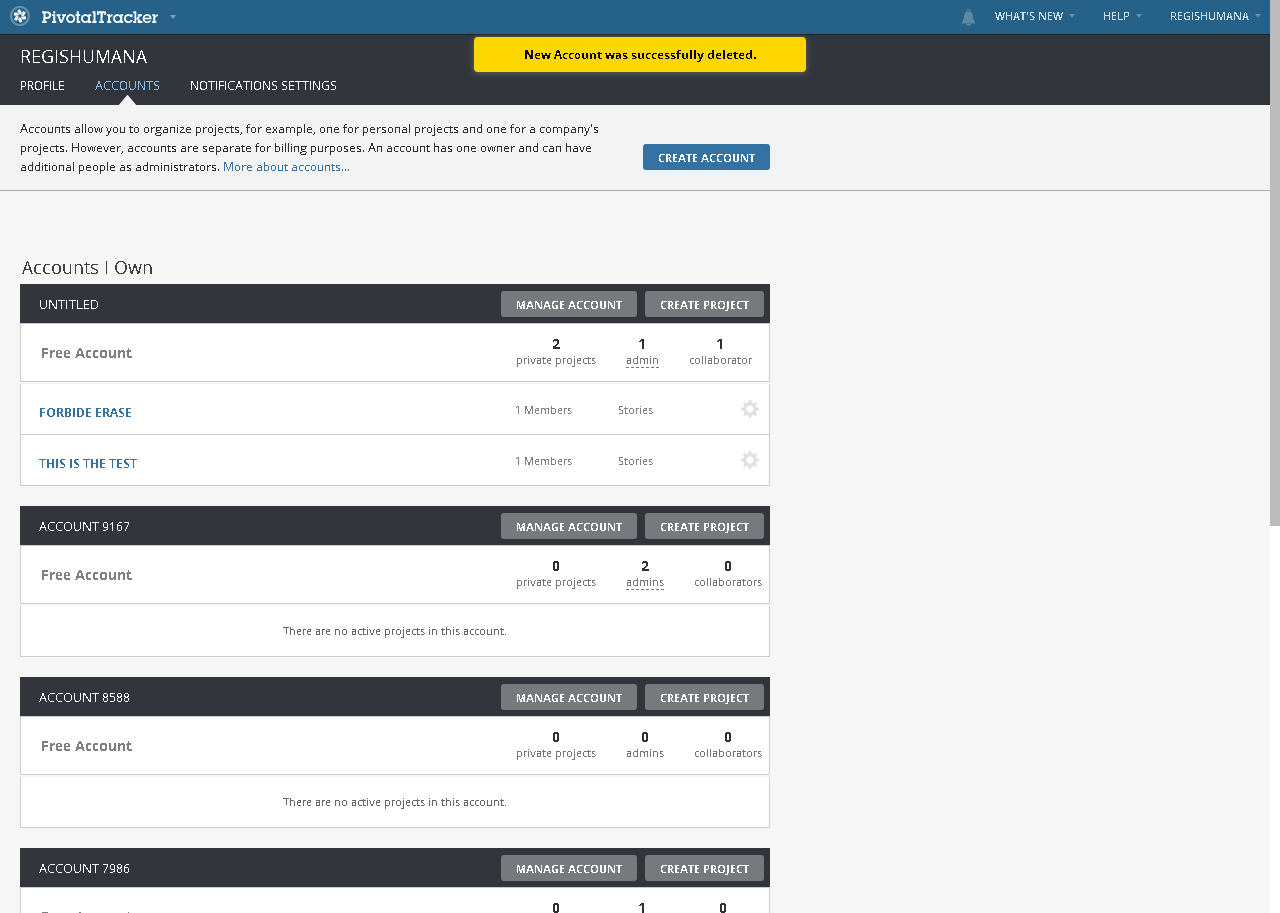 PivotalTracker
WHAT'S NEW
HELP
REGISHUMANA
REGISHUMANA
New Account was successfully deleted.
PROFILE
ACCOUNTS
NOTIFICATIONS SETTINGS
Accounts allow you to organize projects, for example, one for personal projects and one for a company's
projects. However, accounts are separate for billing purposes. An account has one owner and can have
additional people as administrators. More about accounts...
CREATE ACCOUNT
Accounts I Own
UNTITLED
MANAGE ACCOUNT
CREATE PROJECT
Free Account
2
private projects
1
admin
1
collaborator
FORBIDE ERASE
1 Members
Stories
THIS IS THE TEST
1 Members
Stories
ACCOUNT 9167
MANAGE ACCOUNT
CREATE PROJECT
Free Account
0
private projects
2
admins
0
collaborators
There are no active projects in this account.
ACCOUNT 8588
MANAGE ACCOUNT
CREATE PROJECT
Free Account
0
private projects
0
admins
0
collaborators
There are no active projects in this account.
ACCOUNT 7986
MANAGE ACCOUNT
CREATE PROJECT
0
1
0